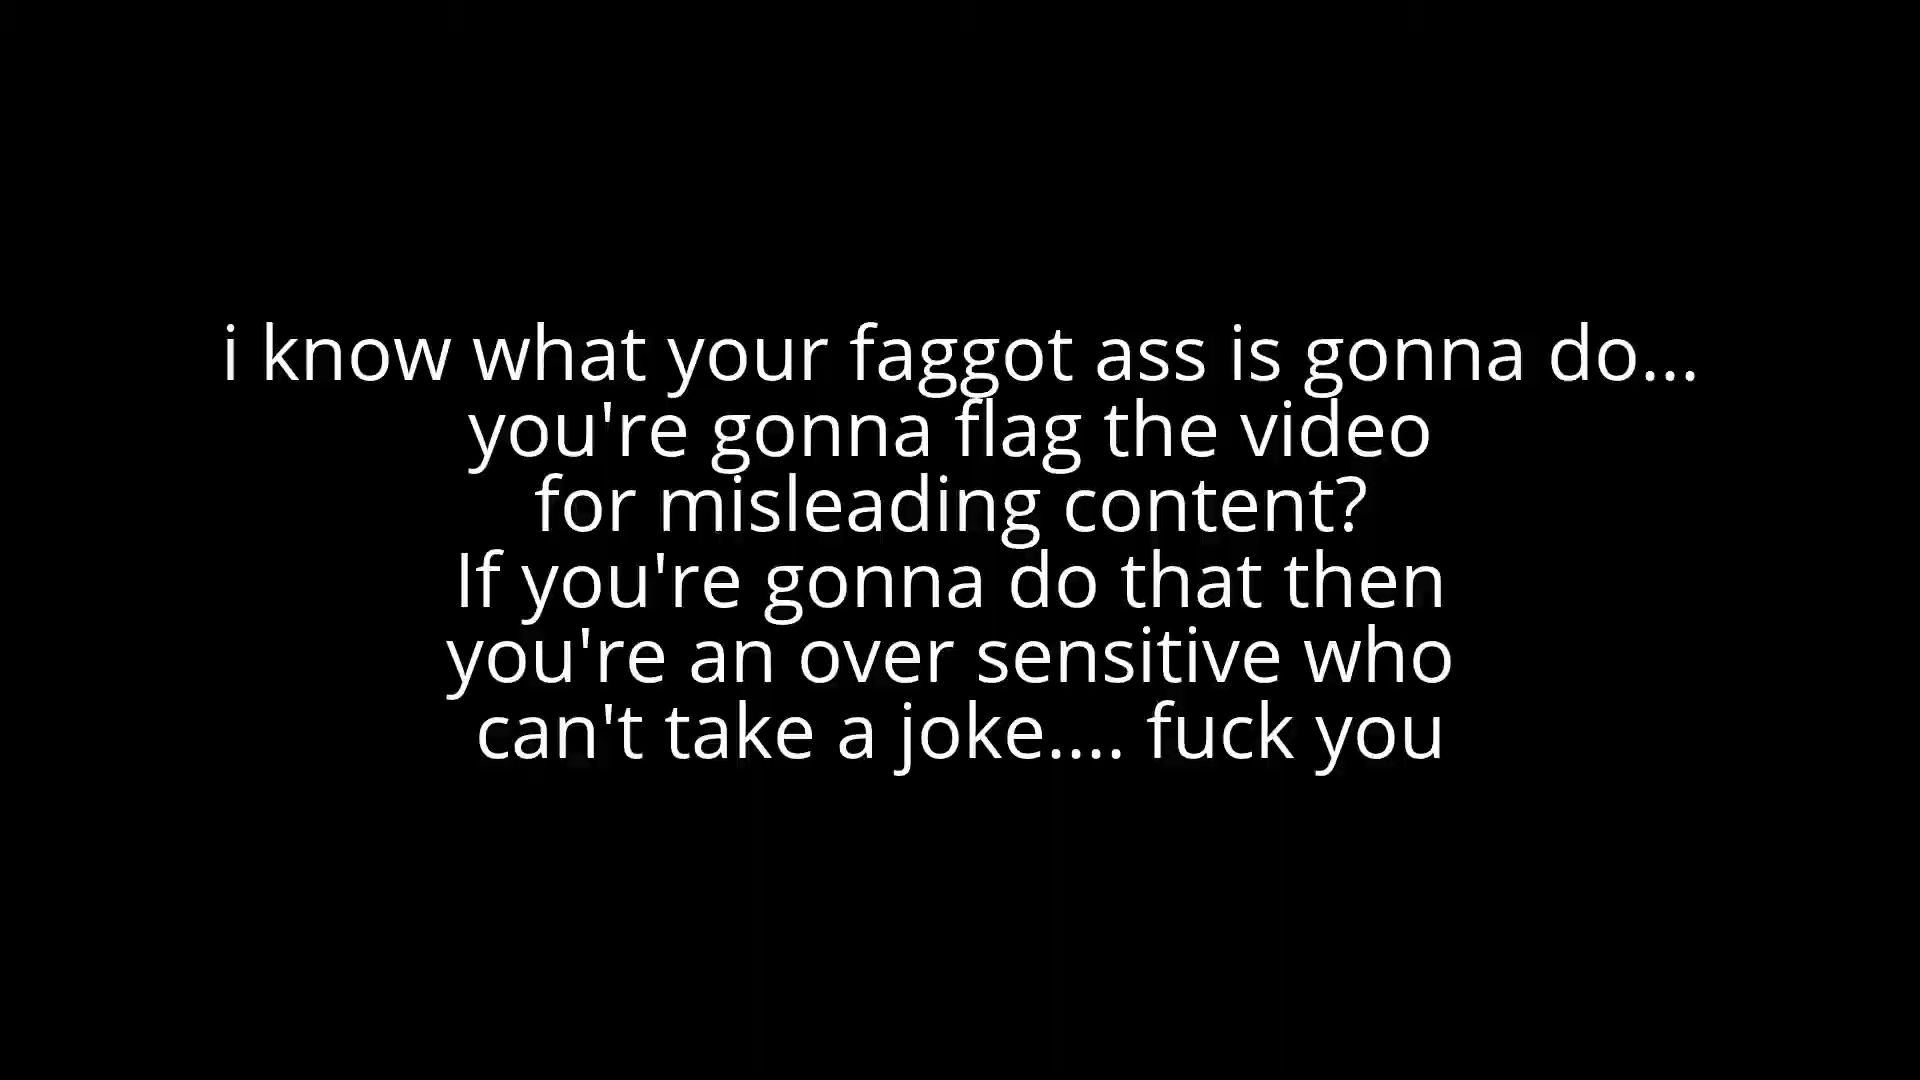 i know what your faggot ass is gonna do...
you're gonna flag the video
for misleading content?
If you're gonna do that then
you're an over sensitive who
can't take a joke.... fuck you